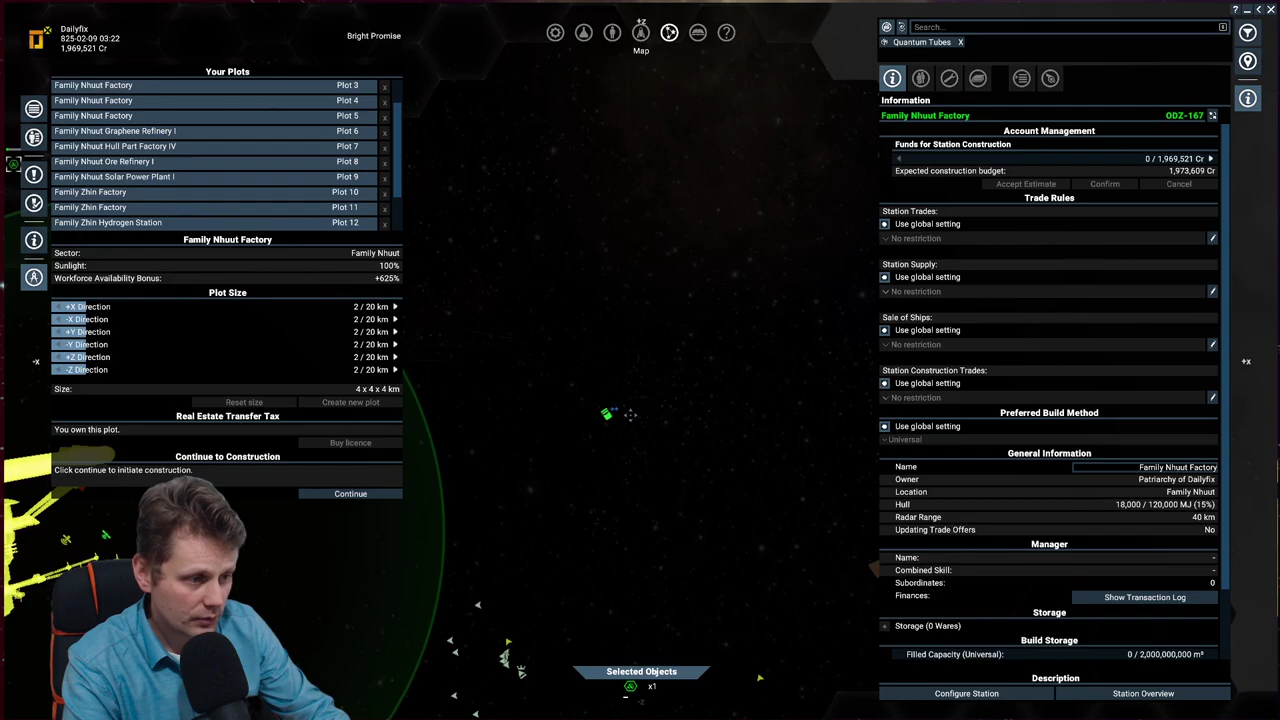 Dailyfix
825-02-09 03:22
1,969,521 Cr
Bright Promise
+Z
Map
Your Plots
Family Nhuut Factory Plot 3 x
Family Nhuut Factory Plot 4 x
Family Nhuut Factory Plot 5 x
Family Nhuut Graphene Refinery I Plot 6 x
Family Nhuut Hull Part Factory IV Plot 7 x
Family Nhuut Ore Refinery I Plot 8 x
Family Nhuut Solar Power Plant I Plot 9 x
Family Zhin Factory Plot 10 x
Family Zhin Factory Plot 11 x
Family Zhin Hydrogen Station Plot 12 x
Family Nhuut Factory
Sector: Family Nhuut
Sunlight: 100%
Workforce Availability Bonus: +625%
Plot Size
+X Direction 2 / 20 km
-X Direction 2 / 20 km
+Y Direction 2 / 20 km
-Y Direction 2 / 20 km
+Z Direction 2 / 20 km
-Z Direction 2 / 20 km
Size: 4 x 4 x 4 km
Reset size Create new plot
Real Estate Transfer Tax
You own this plot.
Buy licence
Continue to Construction
Click continue to initiate construction.
Continue
-X
+X
Selected Objects
x1
-Z
Search...
Quantum Tubes X
Information
Family Nhuut Factory ODZ-167
Account Management
Funds for Station Construction
0 / 1,969,521 Cr
Expected construction budget: 1,973,609 Cr
Accept Estimate Confirm Cancel
Trade Rules
Station Trades:
Use global setting
No restriction
Station Supply:
Use global setting
No restriction
Sale of Ships:
Use global setting
No restriction
Station Construction Trades:
Use global setting
No restriction
Preferred Build Method
Use global setting
Universal
General Information
Name Family Nhuut Factory
Owner Patriarchy of Dailyfix
Location Family Nhuut
Hull 18,000 / 120,000 MJ (15%)
Radar Range 40 km
Updating Trade Offers No
Manager
Name: -
Combined Skill: -
Subordinates: 0
Finances: Show Transaction Log
Storage
+ Storage (0 Wares)
Build Storage
Filled Capacity (Universal): 0 / 2,000,000,000 m³
Description
Configure Station Station Overview